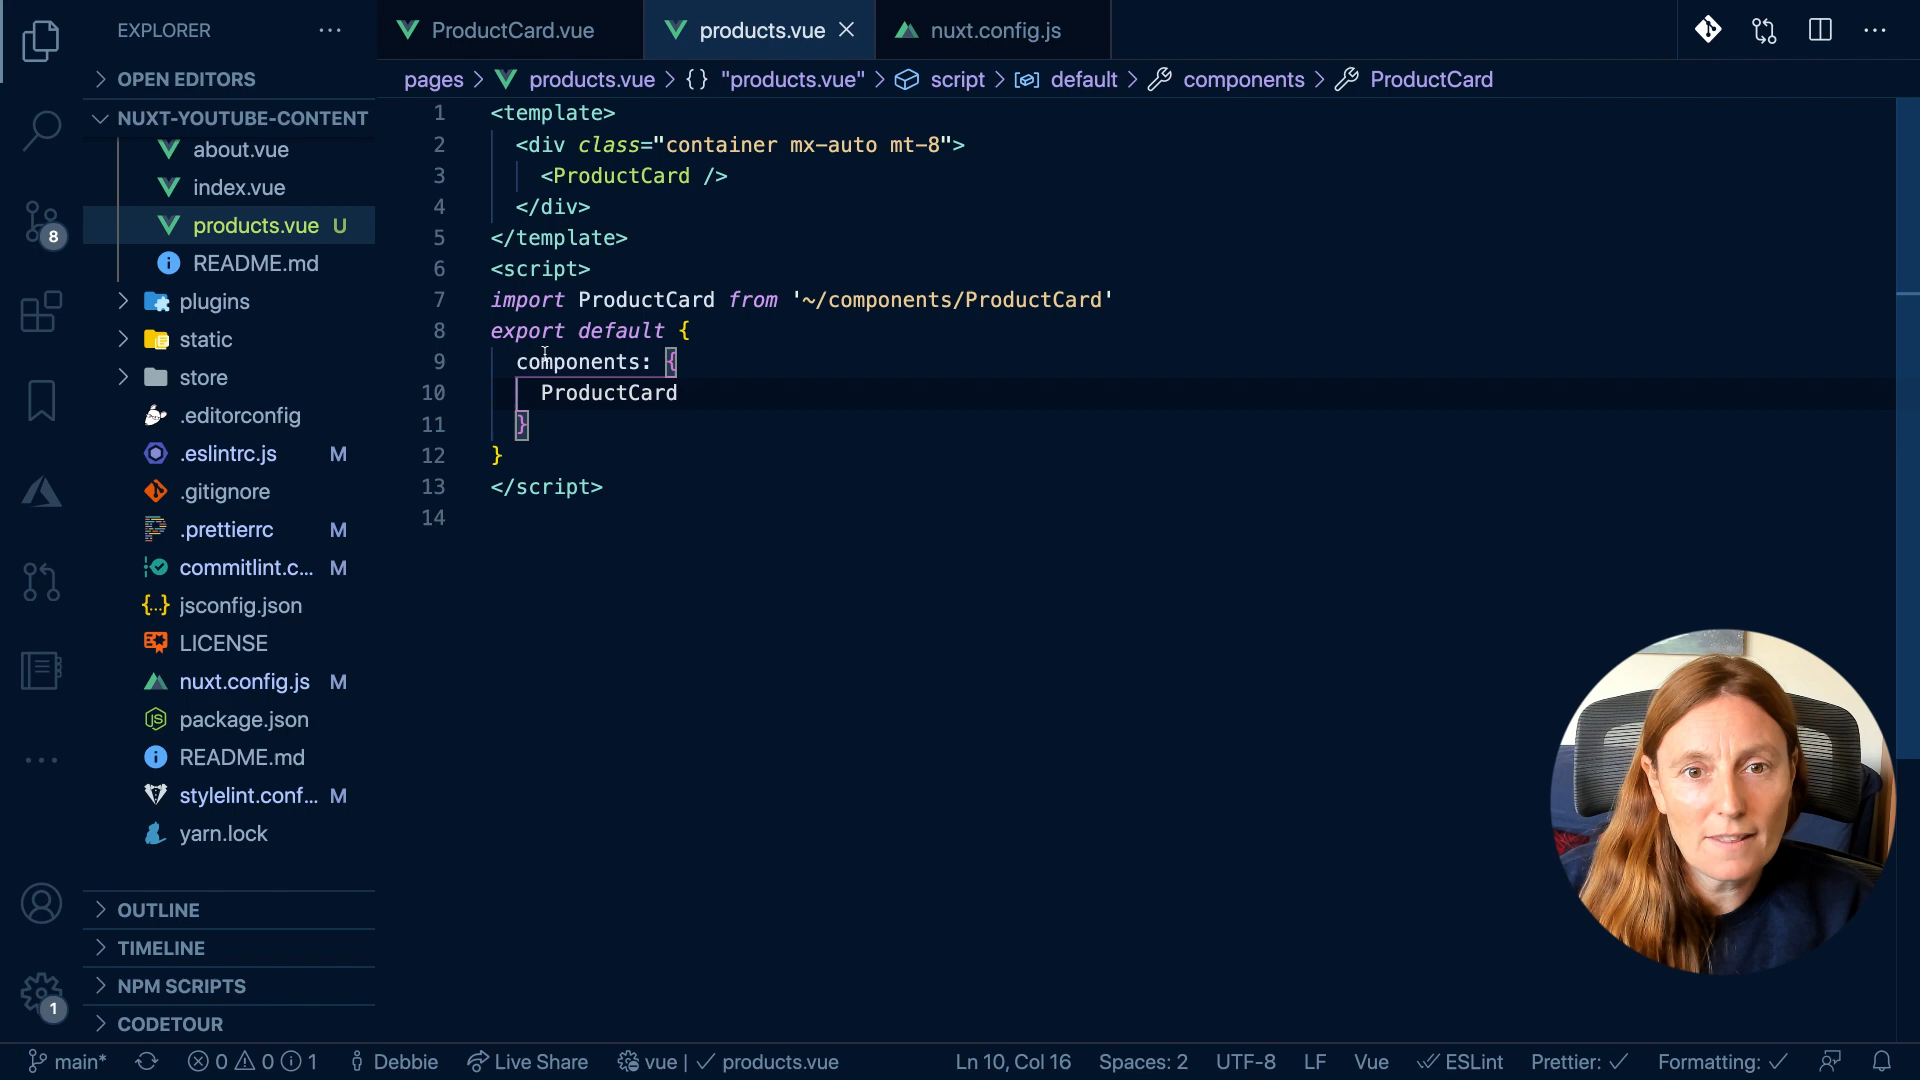 EXPLORER
OPEN EDITORS
NUXT-YOUTUBE-CONTENT
about.vue
index.vue
products.vue U
README.md
plugins
static
store
.editorconfig
.eslintrc.js M
.gitignore
.prettierrc M
commitlint.c... M
jsconfig.json
LICENSE
nuxt.config.js M
package.json
README.md
stylelint.conf... M
yarn.lock
OUTLINE
TIMELINE
NPM SCRIPTS
CODETOUR
8
1
ProductCard.vue
products.vue
nuxt.config.js
pages > products.vue > {} "products.vue" > script > default > components > ProductCard
1 <template>
2 <div class="container mx-auto mt-8">
3 <ProductCard />
4 </div>
5 </template>
6 <script>
7 import ProductCard from '~/components/ProductCard'
8 export default {
9 components: {
10 ProductCard
11 }
12 }
13 </script>
14
main* 0 0 1 Debbie Live Share vue | ✓ products.vue Ln 10, Col 16 Spaces: 2 UTF-8 LF Vue ESLint Prettier: ✓ Formatting: ✓